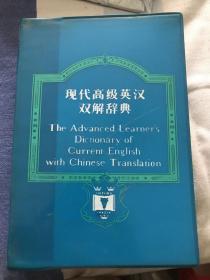 现代高级英汉
双解辞典
The Advanced Learner's
Dictionary of
Current English
with Chinese Translation